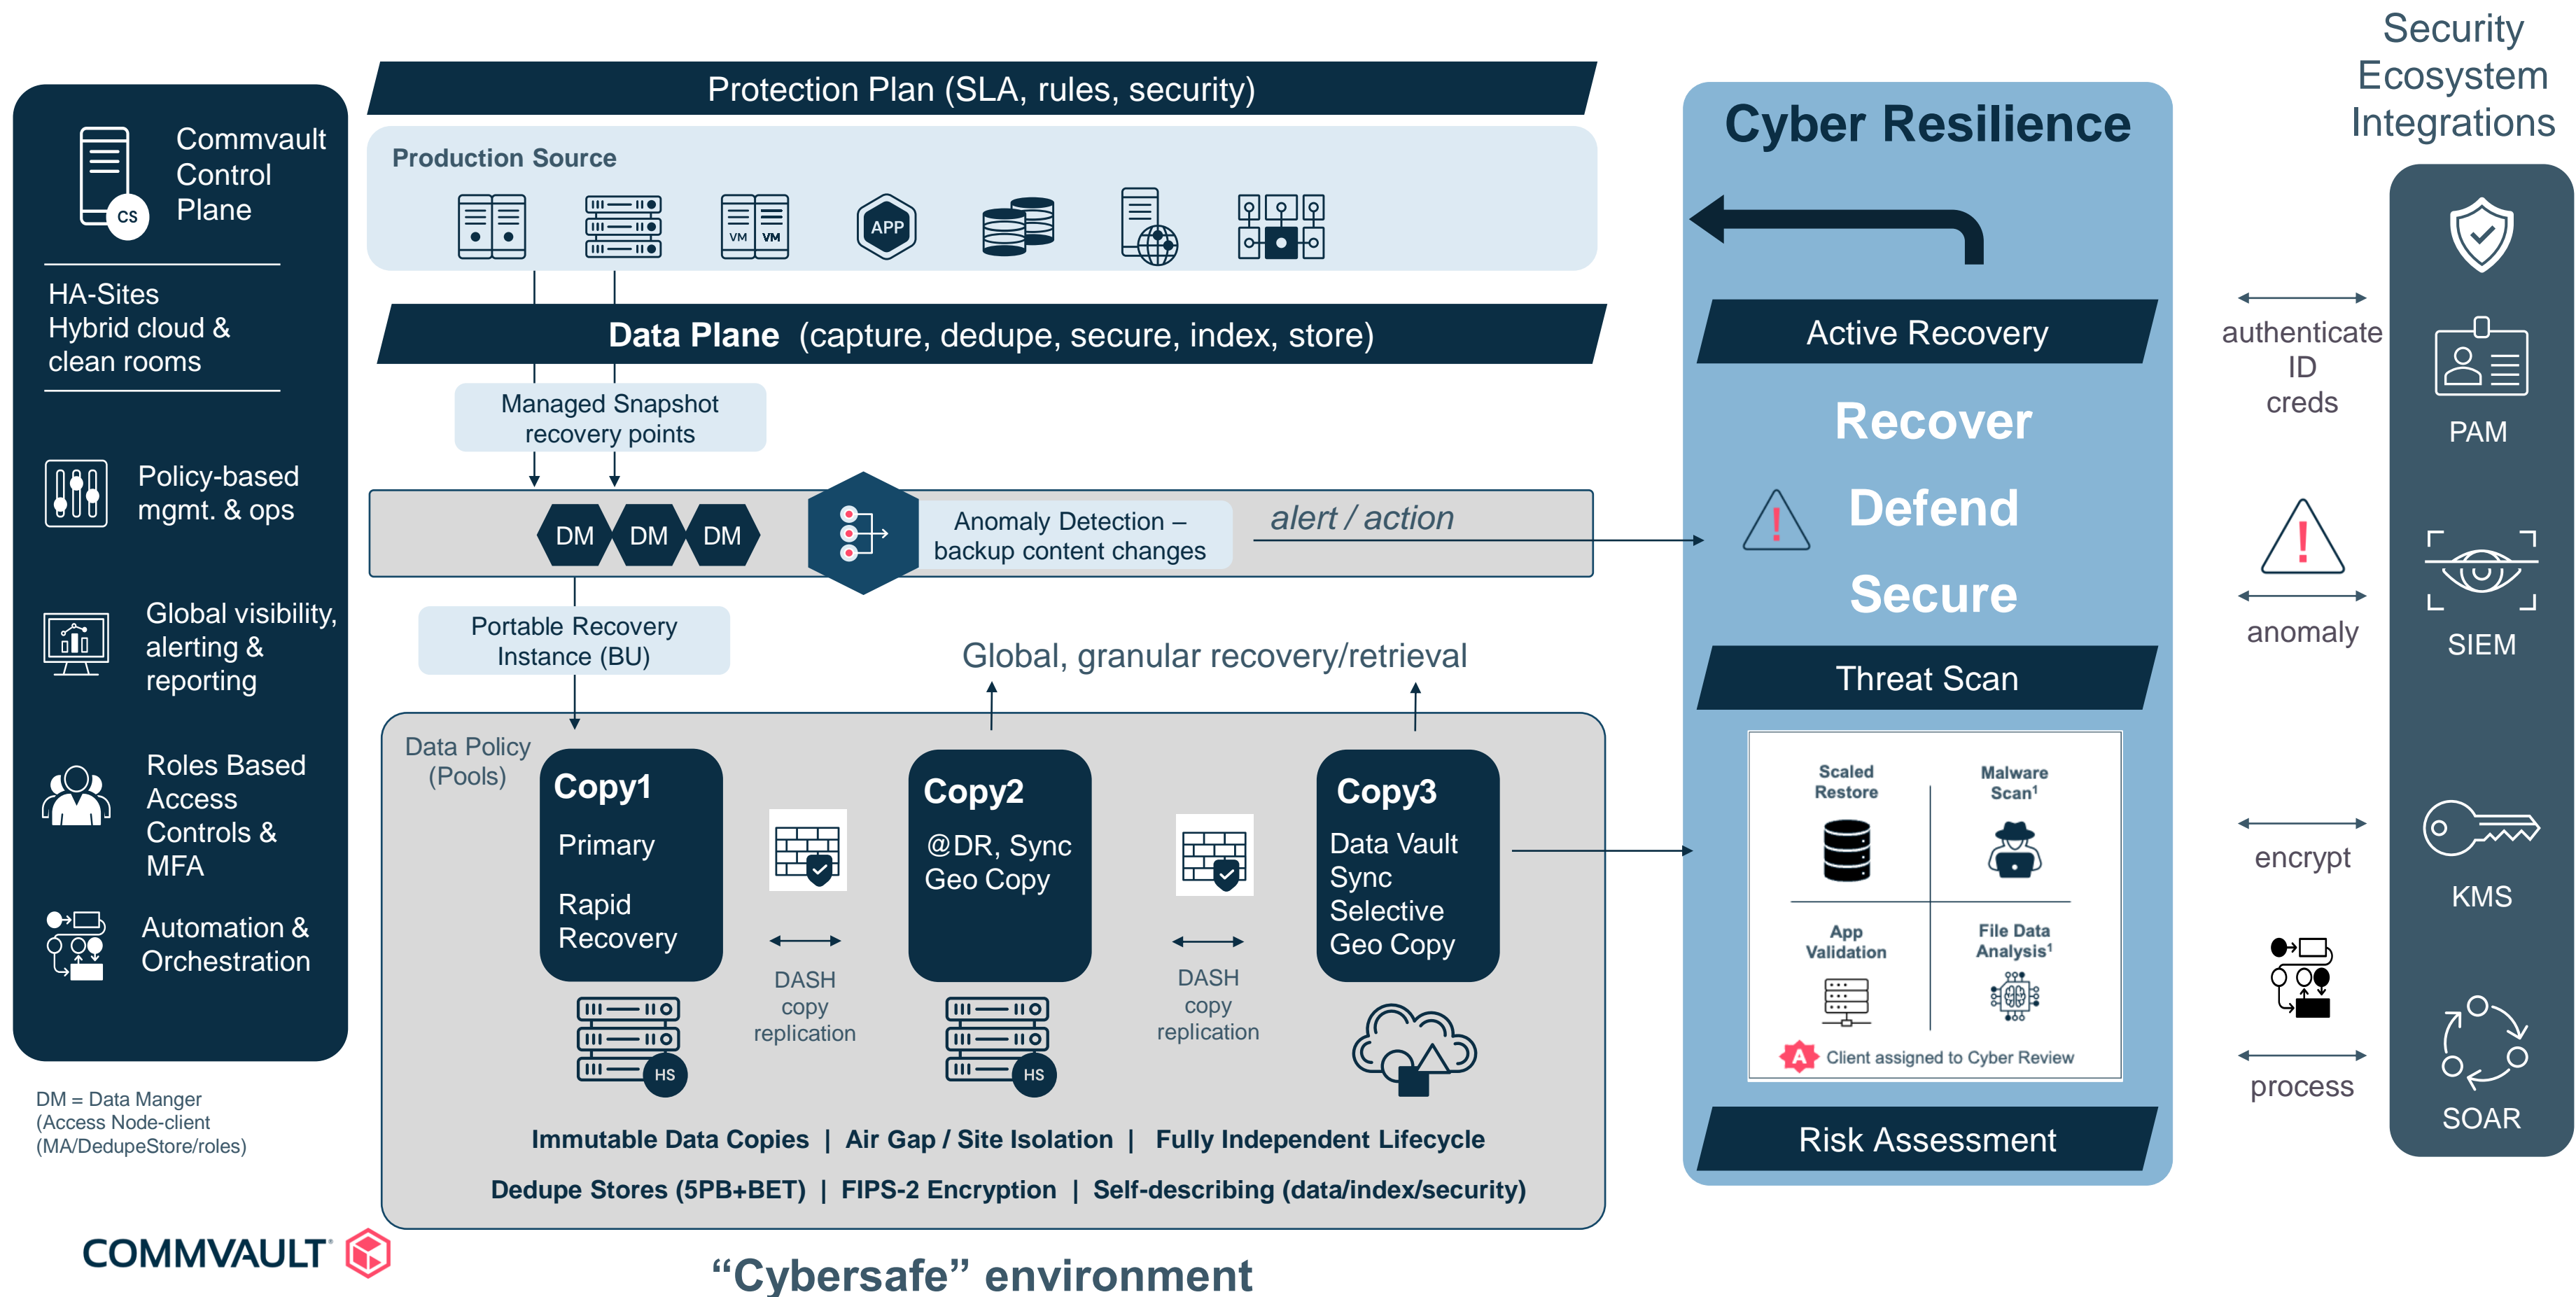 Commvault
Control
Plane
CS
HA-Sites
Hybrid cloud &
clean rooms
Policy-based
mgmt. & ops
Global visibility,
alerting &
reporting
Roles Based
Access
Controls &
MFA
Automation &
Orchestration
DM = Data Manger
(Access Node-client
(MA/DedupeStore/roles)
COMMVAULT
Protection Plan (SLA, rules, security)
Production Source
VM VM
APP
Data Plane (capture, dedupe, secure, index, store)
Managed Snapshot
recovery points
DM DM DM
Anomaly Detection –
backup content changes
alert / action
Portable Recovery
Instance (BU)
Global, granular recovery/retrieval
Data Policy
(Pools)
Copy1
Primary
Rapid
Recovery
HS
DASH
copy
replication
Copy2
@DR, Sync
Geo Copy
HS
DASH
copy
replication
Copy3
Data Vault
Sync
Selective
Geo Copy
Immutable Data Copies | Air Gap / Site Isolation | Fully Independent Lifecycle
Dedupe Stores (5PB+BET) | FIPS-2 Encryption | Self-describing (data/index/security)
“Cybersafe” environment
Cyber Resilience
Active Recovery
Recover
Defend
Secure
Threat Scan
Scaled
Restore
Malware
Scan¹
App
Validation
File Data
Analysis¹
A Client assigned to Cyber Review
Risk Assessment
Security
Ecosystem
Integrations
authenticate
ID
creds
PAM
anomaly
SIEM
encrypt
KMS
process
SOAR